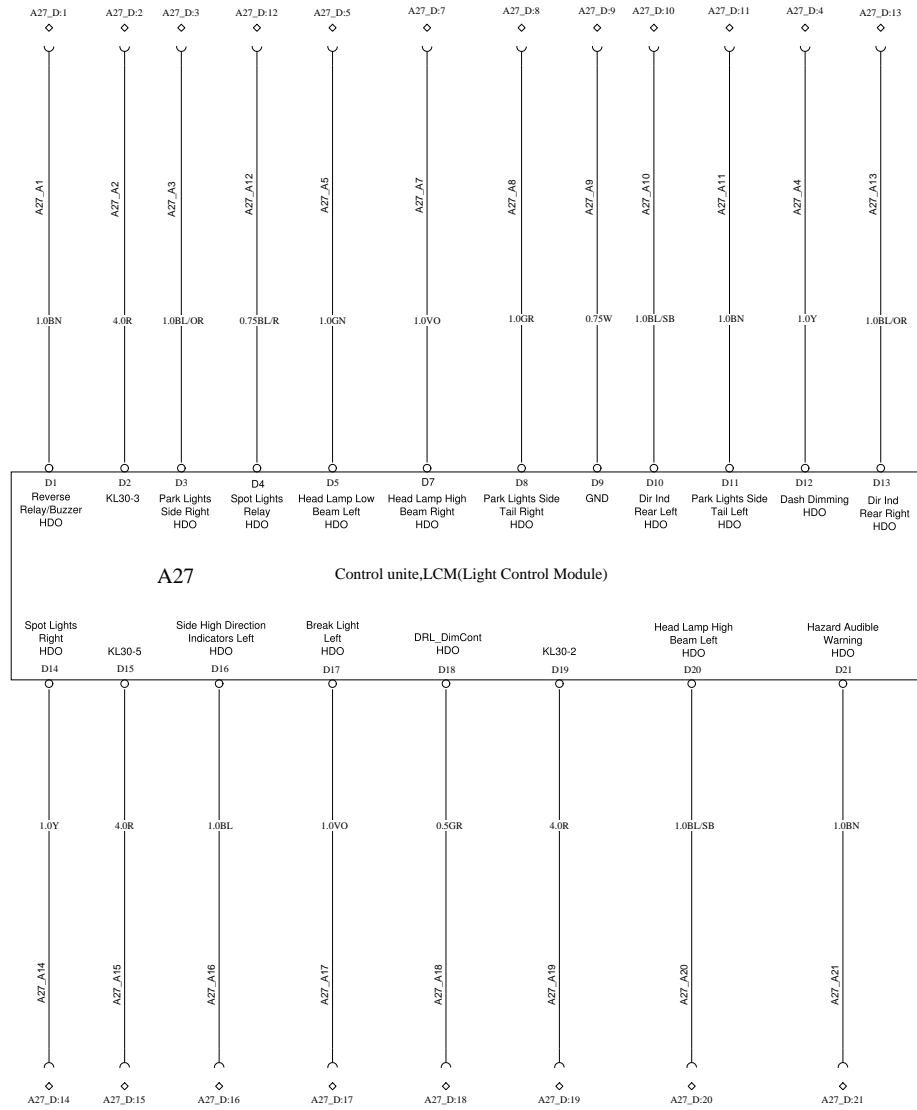 A27_D:1 A27_D:2 A27_D:3 A27_D:12 A27_D:5 A27_D:7 A27_D:8 A27_D:9 A27_D:10 A27_D:11 A27_D:4 A27_D:13
A27_A1 A27_A2 A27_A3 A27_A12 A27_A5 A27_A7 A27_A8 A27_A9 A27_A10 A27_A11 A27_A4 A27_A13
1.0BN 4.0R 1.0BL/OR 0.75BL/R 1.0GN 1.0VO 1.0GR 0.75W 1.0BL/SB 1.0BN 1.0Y 1.0BL/OR
D1 D2 D3 D4 D5 D7 D8 D9 D10 D11 D12 D13
Reverse
Relay/Buzzer
HDO
KL30-3
Park Lights
Side Right
HDO
Spot Lights
Relay
HDO
Head Lamp Low
Beam Left
HDO
Head Lamp High
Beam Right
HDO
Park Lights Side
Tail Right
HDO
GND
Dir Ind
Rear Left
HDO
Park Lights Side
Tail Left
HDO
Dash Dimming
HDO
Dir Ind
Rear Right
HDO
A27 Control unite,LCM(Light Control Module)
Spot Lights
Right
HDO
KL30-5
Side High Direction
Indicators Left
HDO
Break Light
Left
HDO
DRL_DimCont
HDO
KL30-2
Head Lamp High
Beam Left
HDO
Hazard Audible
Warning
HDO
D14 D15 D16 D17 D18 D19 D20 D21
1.0Y 4.0R 1.0BL 1.0VO 0.5GR 4.0R 1.0BL/SB 1.0BN
A27_A14 A27_A15 A27_A16 A27_A17 A27_A18 A27_A19 A27_A20 A27_A21
A27_D:14 A27_D:15 A27_D:16 A27_D:17 A27_D:18 A27_D:19 A27_D:20 A27_D:21